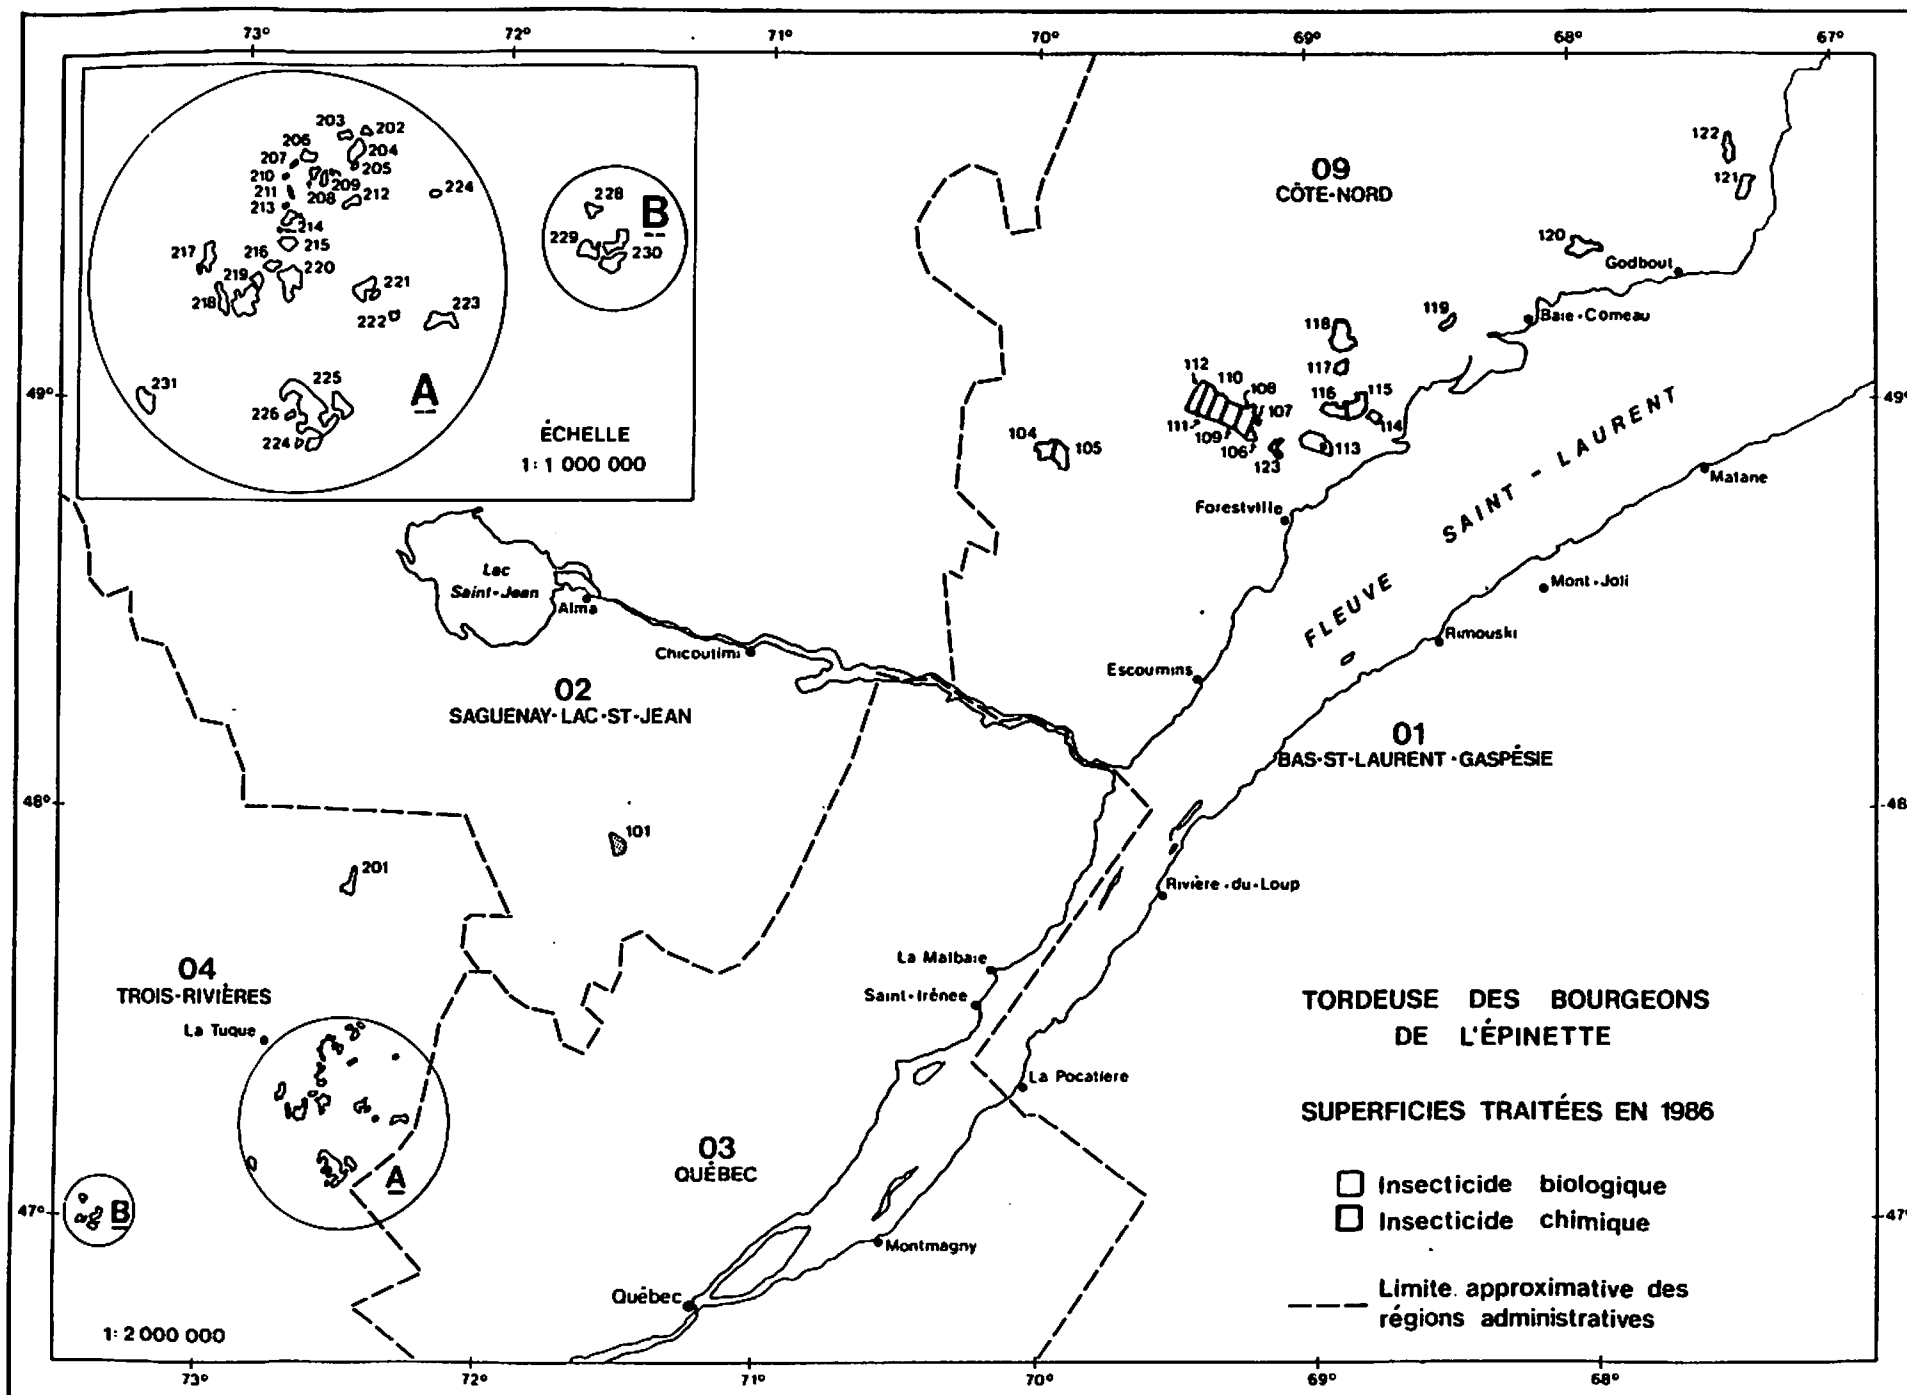 73° 72° 71° 70° 69° 68° 67°
203 202
206 204
207 205
210 209
211 208 212 224
213
214
217 216 215
219 220 221
218 222 223
231 225
226
224
A
ÉCHELLE
1: 1 000 000
228
B
229
230
09
CÔTE-NORD
122
121
120
Godbout
119
Baie-Comeau
118
117
112 110 108 116 115
107
111 109 106 114
104 105 123 113
49° 49°
Forestville
FLEUVE SAINT-LAURENT
Matane
Mont-Joli
Rimouski
Escoumins
Lac
Saint-Jean
Alma
Chicoutimi
02
SAGUENAY-LAC-ST-JEAN
01
BAS-ST-LAURENT-GASPÉSIE
48° 48°
101
201
Rivière-du-Loup
04
TROIS-RIVIÈRES
La Tuque
La Malbaie
Saint-Irénée
La Pocatière
A
B
03
QUÉBEC
47° 47°
Montmagny
Québec
1: 2 000 000
TORDEUSE DES BOURGEONS
DE L'ÉPINETTE
SUPERFICIES TRAITÉES EN 1986
Insecticide biologique
Insecticide chimique
Limite approximative des
régions administratives
73° 72° 71° 70° 69° 68°